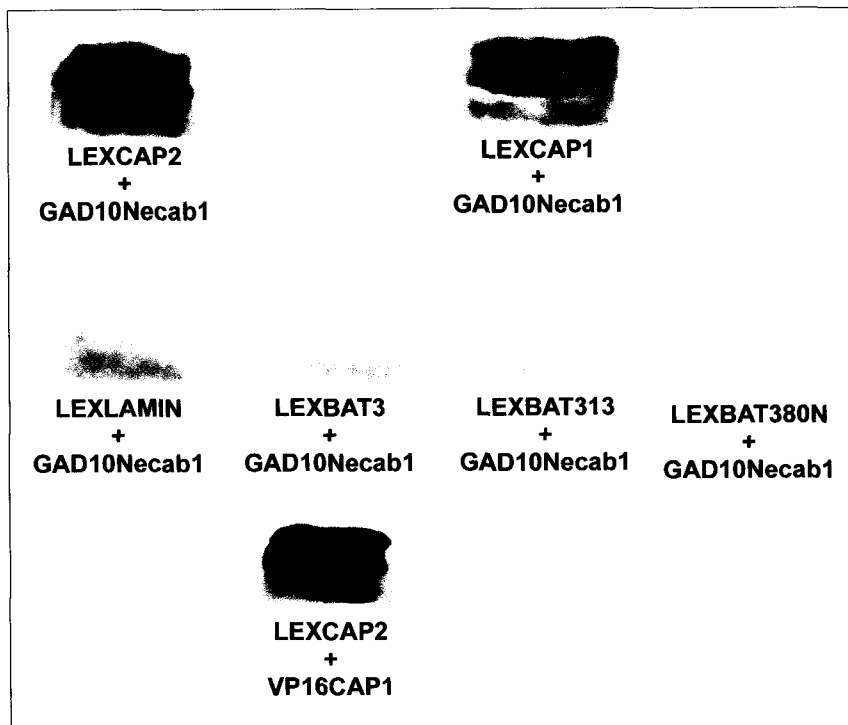 LEXCAP2
+
GAD10Necab1
LEXCAP1
+
GAD10Necab1
LEXLAMIN
+
GAD10Necab1
LEXBAT3
+
GAD10Necab1
LEXBAT313
+
GAD10Necab1
LEXBAT380N
+
GAD10Necab1
LEXCAP2
+
VP16CAP1